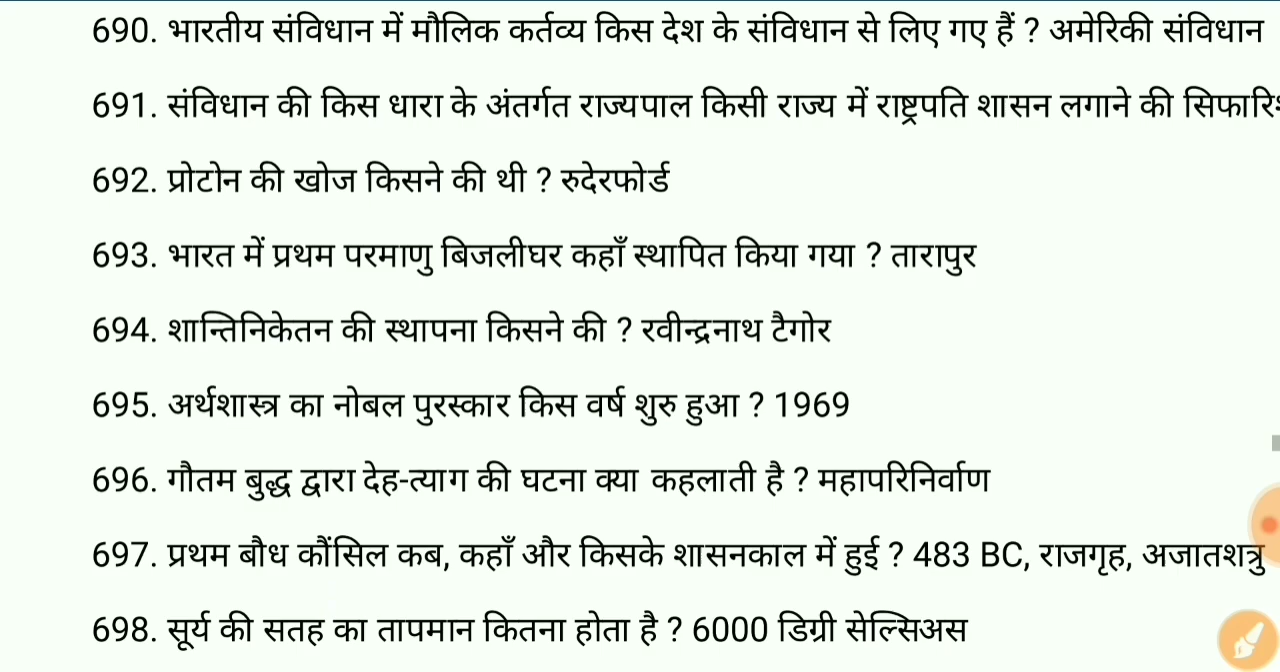 690. भारतीय संविधान में मौलिक कर्तव्य किस देश के संविधान से लिए गए हैं ? अमेरिकी संविधान
691. संविधान की किस धारा के अंतर्गत राज्यपाल किसी राज्य में राष्ट्रपति शासन लगाने की
692. प्रोटोन की खोज किसने की थी ? रुदेरफोर्ड
693. भारत में प्रथम परमाणु बिजलीघर कहाँ स्थापित किया गया ? तारापुर
694. शान्तिनिकेतन की स्थापना किसने की ? रवीन्द्रनाथ टैगोर
695. अर्थशास्त्र का नोबल पुरस्कार किस वर्ष शुरु हुआ ? 1969
696. गौतम बुद्ध द्वारा देह-त्याग की घटना क्या कहलाती है ? महापरिनिर्वाण
697. प्रथम बौध कौंसिल कब, कहाँ और किसके शासनकाल में हुई ? 483 BC, राजगृह, अजातशत्रु
698. सूर्य की सतह का तापमान कितना होता है ? 6000 डिग्री सेल्सिअस